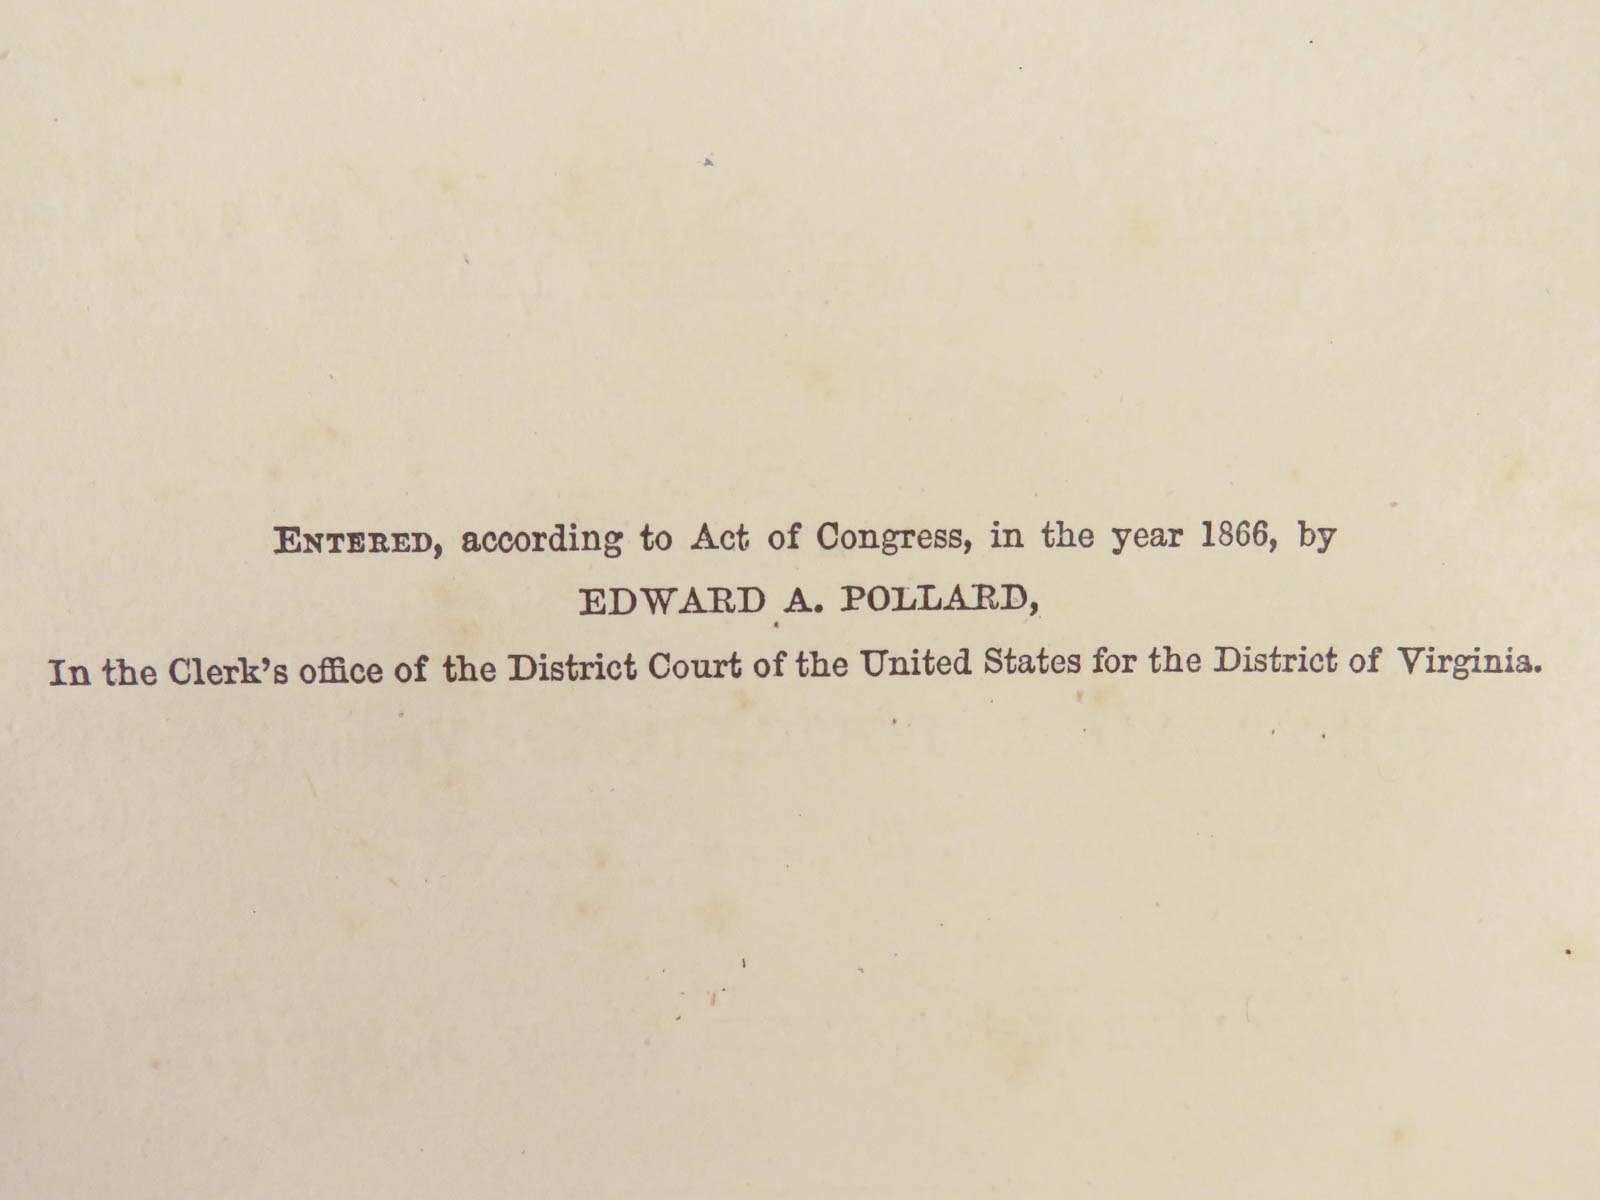 ENTERED, according to Act of Congress, in the year 1866, by
EDWARD A. POLLARD,
In the Clerk's office of the District Court of the United States for the District of Virginia.